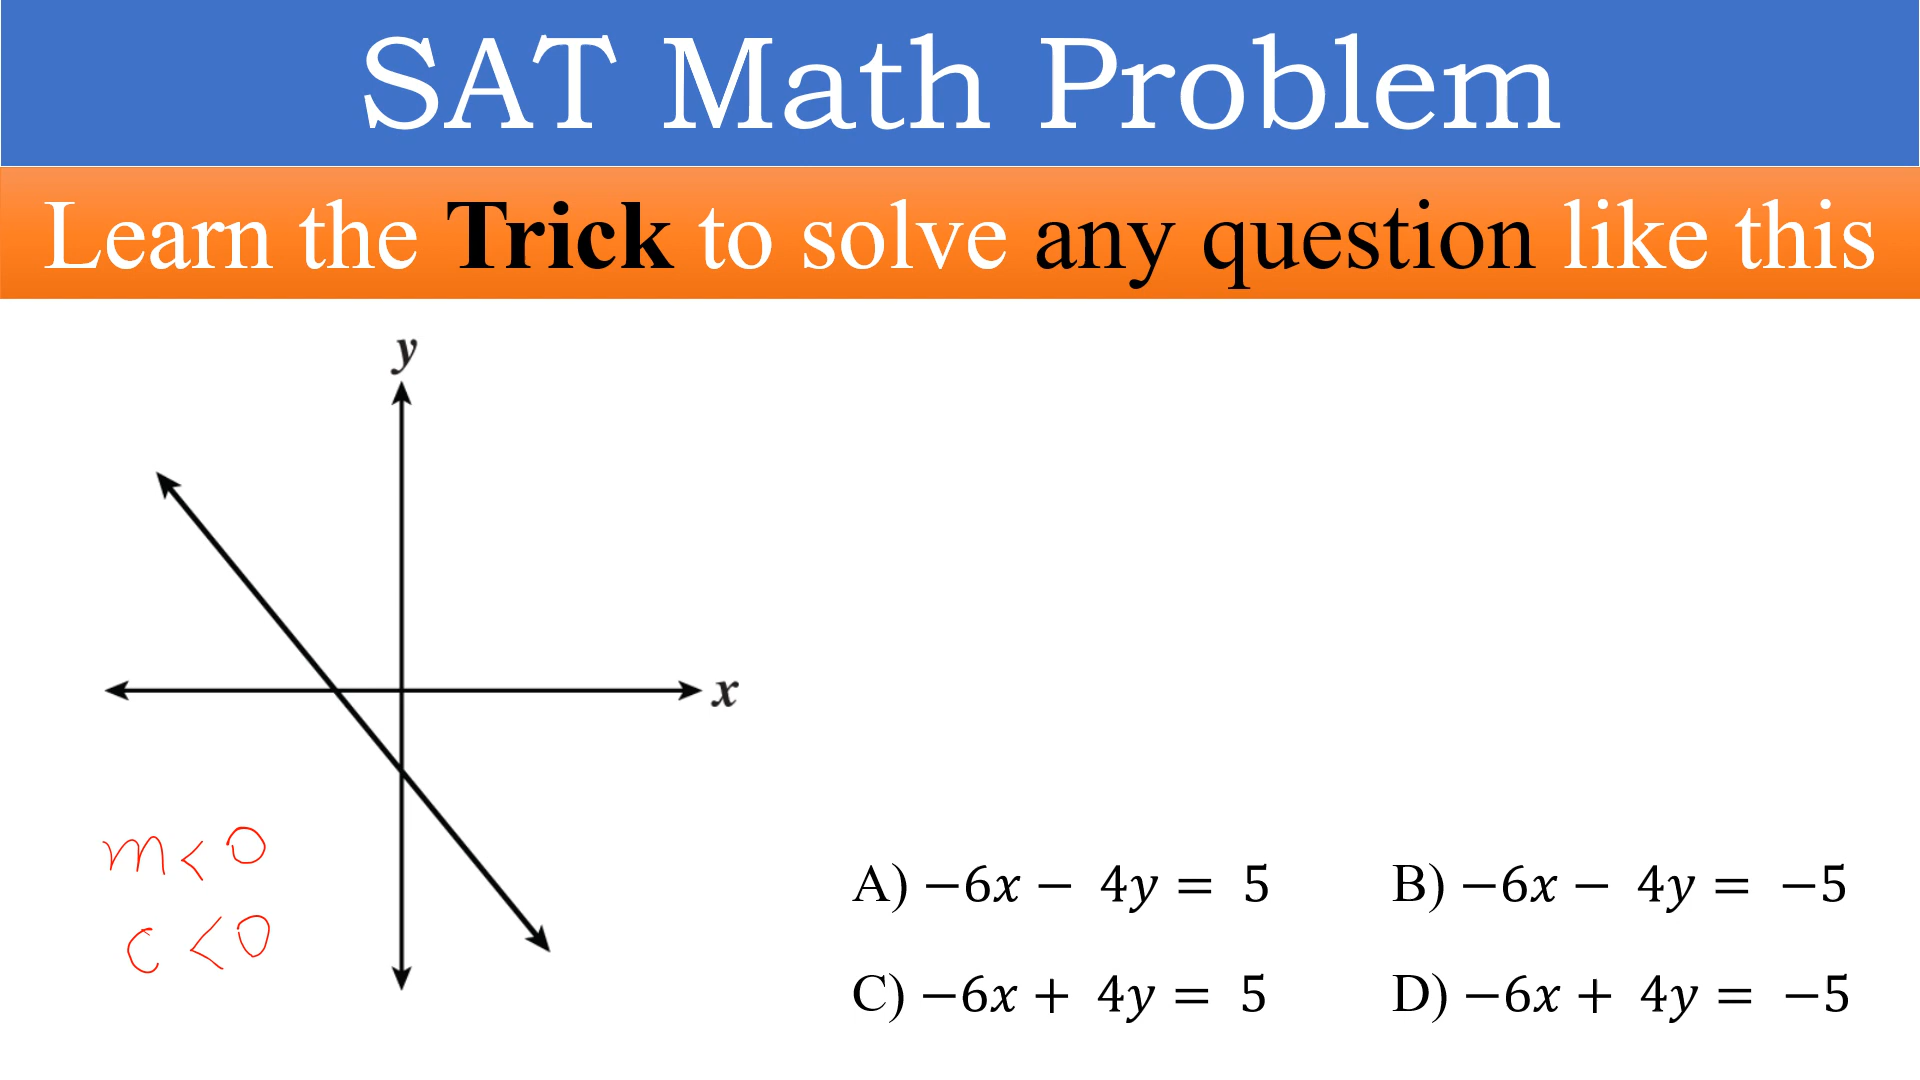 SAT Math Problem
Learn the Trick to solve any question like this
y
x
m < 0
c < 0
A) −6x − 4y = 5
B) −6x − 4y = −5
C) −6x + 4y = 5
D) −6x + 4y = −5